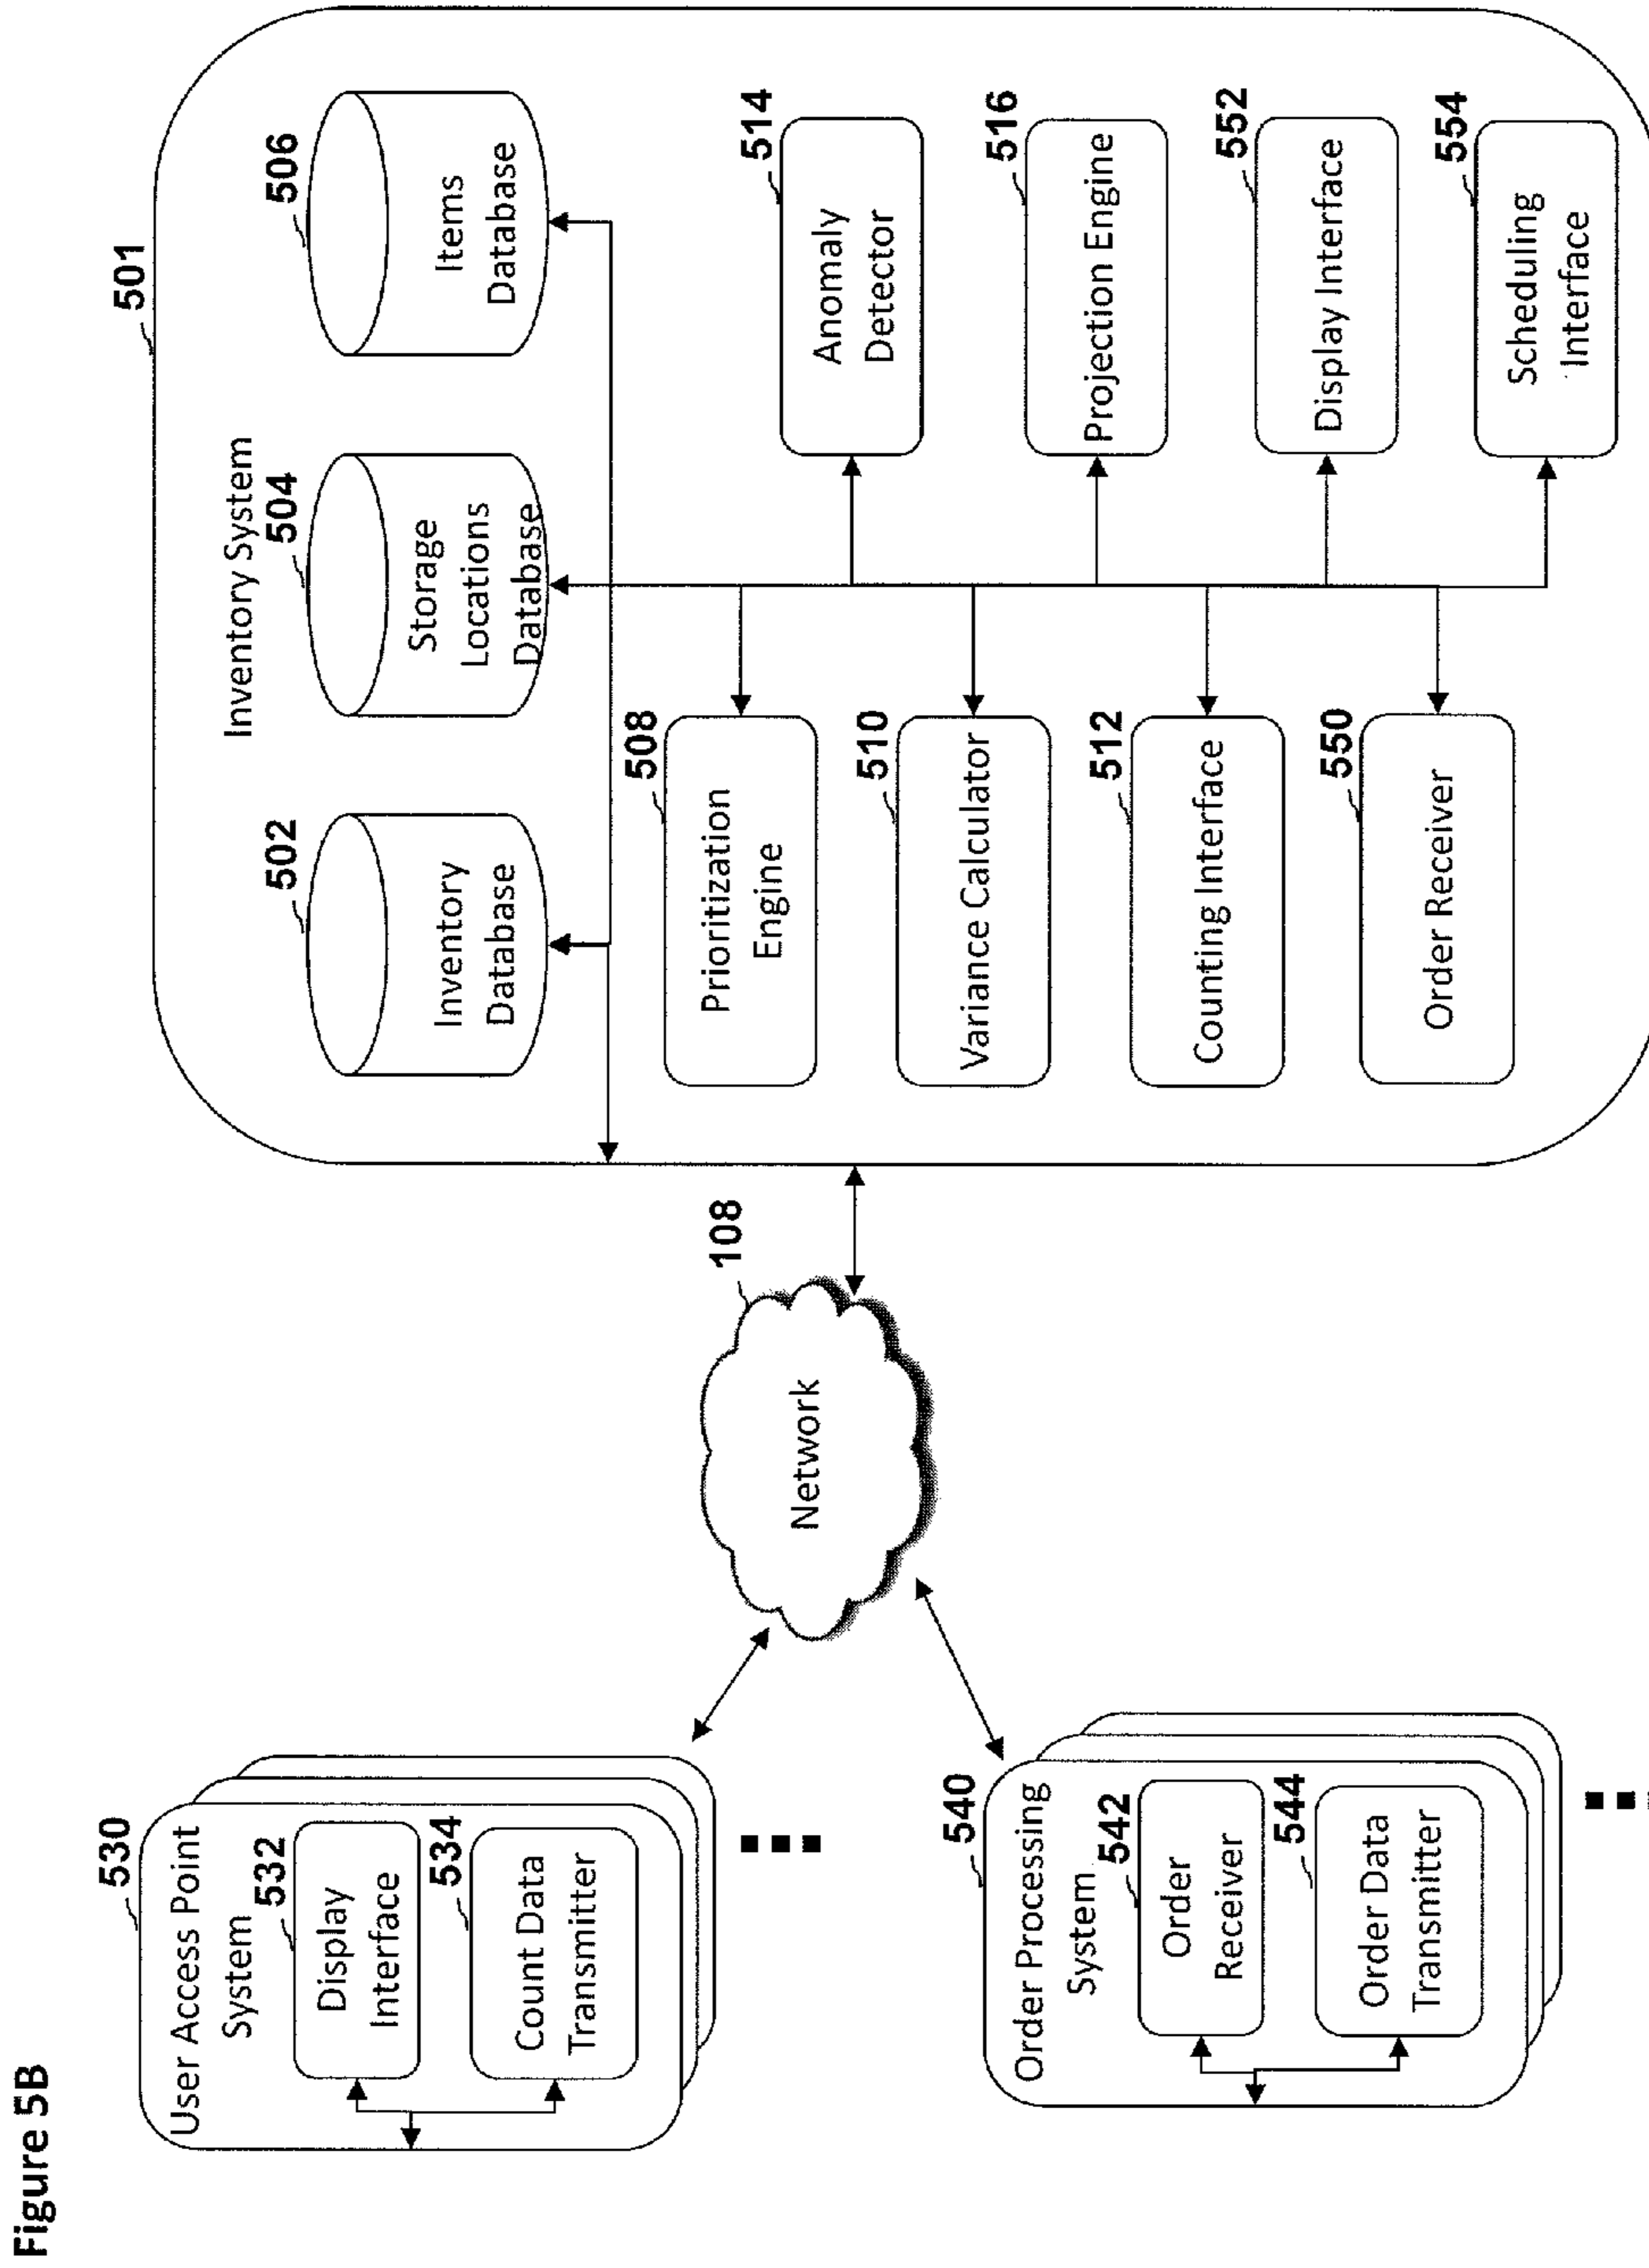 Figure 5B
530
User Access Point
System
532
Display
Interface
534
Count Data
Transmitter
540
Order Processing
System
542
Order
Receiver
544
Order Data
Transmitter
108
Network
501
Inventory System
502
Inventory
Database
504
Storage
Locations
Database
506
Items
Database
508
Prioritization
Engine
514
Anomaly
Detector
510
Variance Calculator
516
Projection Engine
512
Counting Interface
552
Display Interface
550
Order Receiver
554
Scheduling
Interface